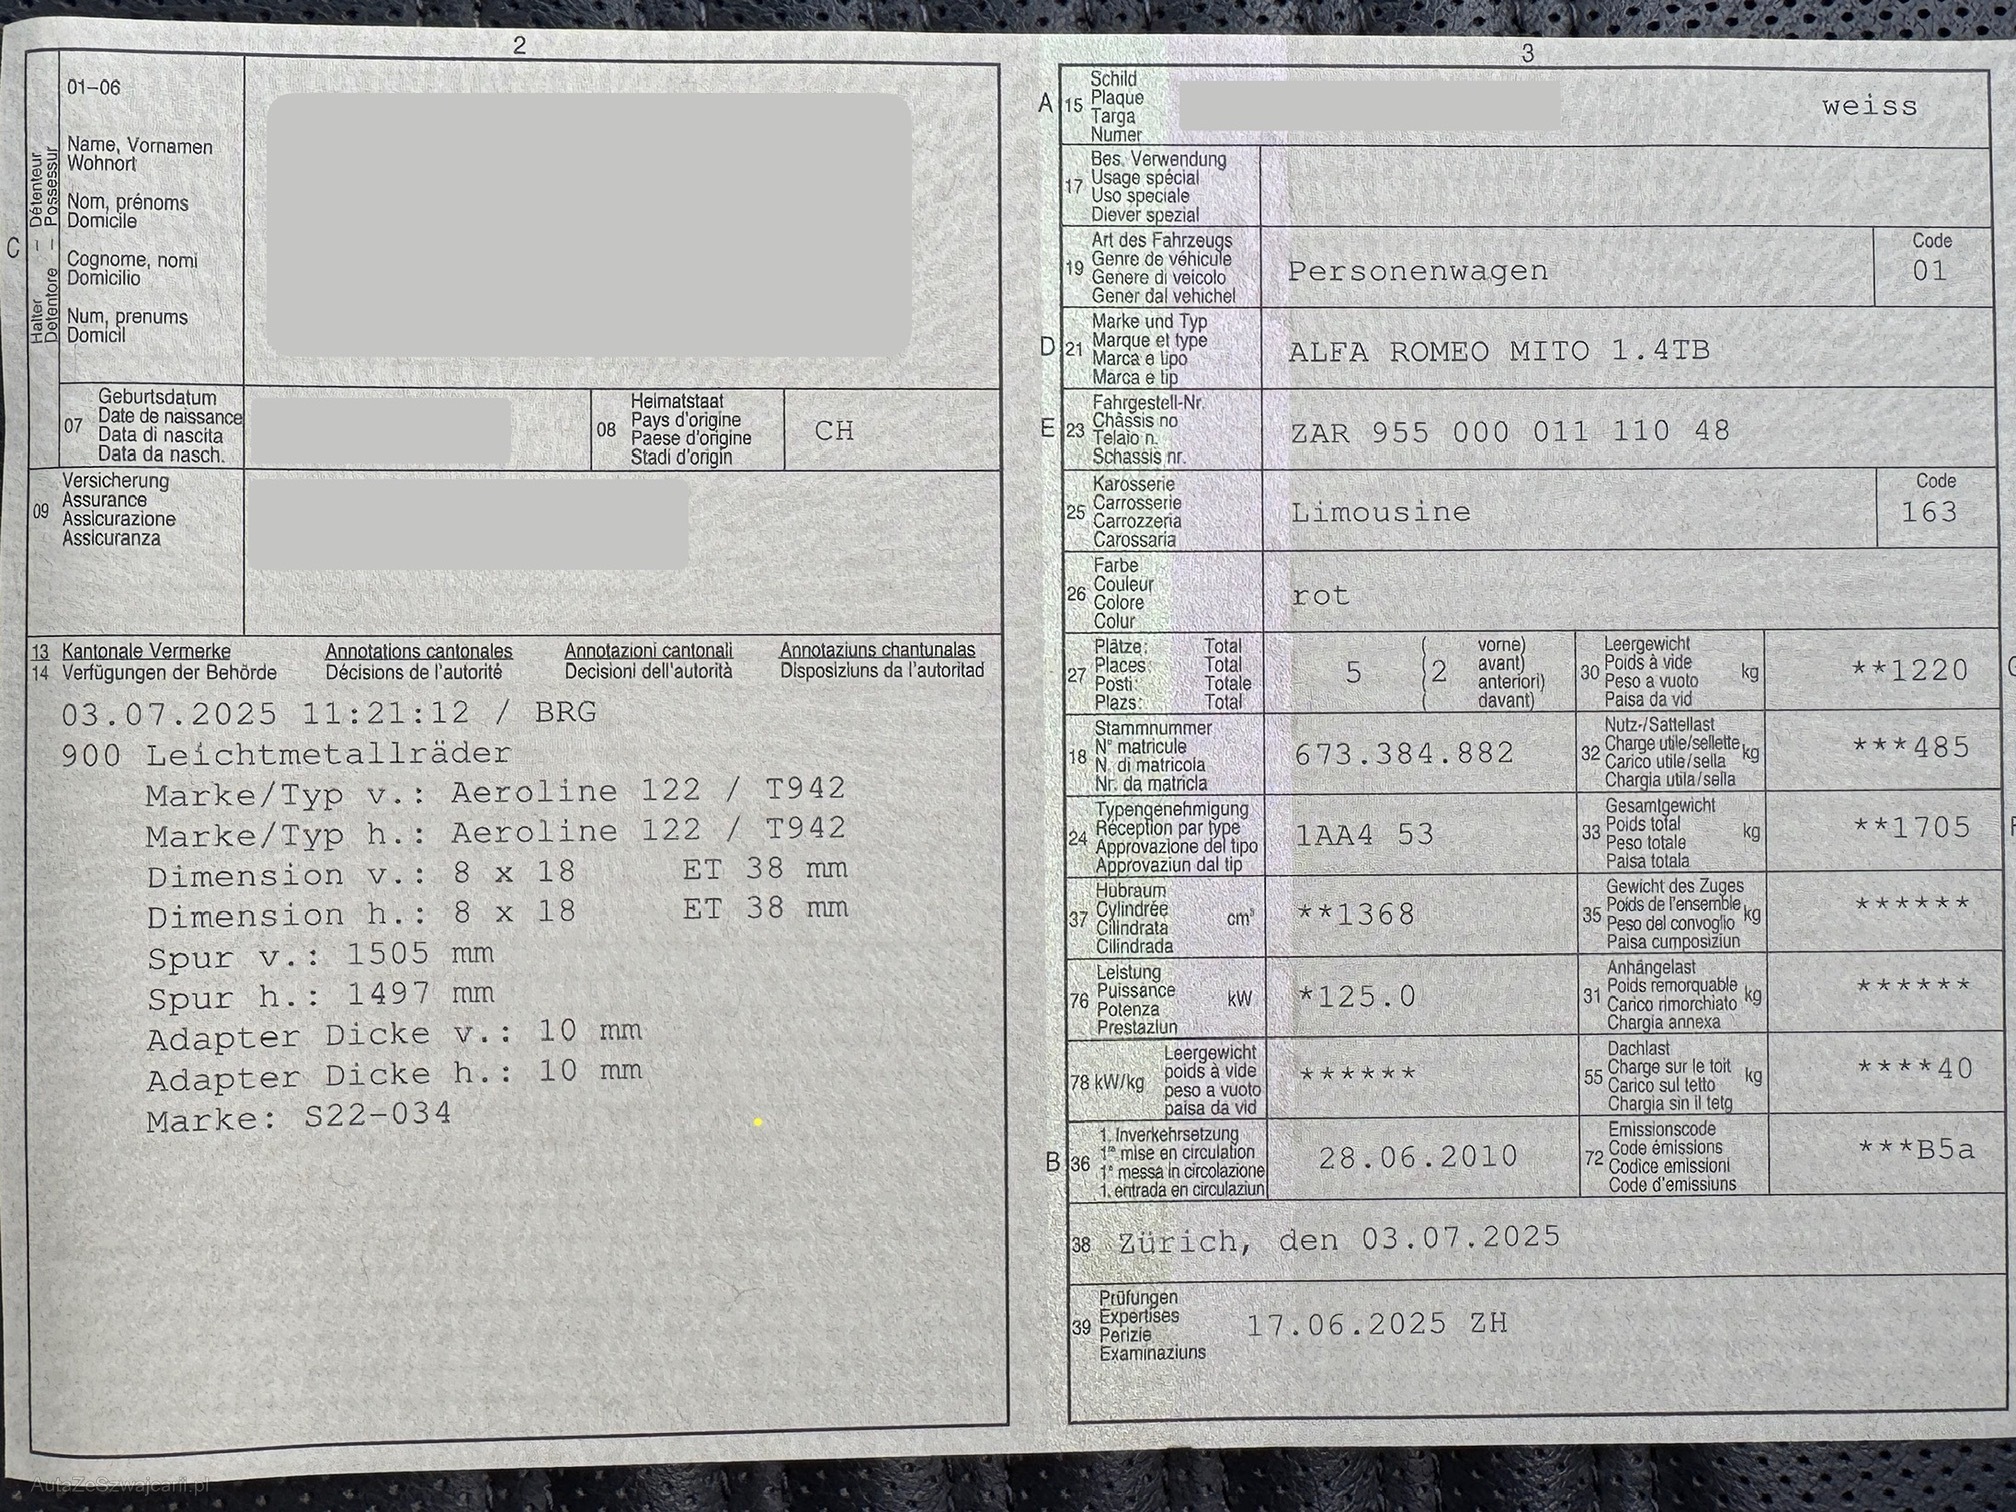 2
01-06
Name, Vornamen
Wohnort
Nom, prénoms
Domicile
Cognome, nomi
Domicilio
Num, prenums
Domicil
C
Halter – Détenteur
Detentore – Possessur
07
Geburtsdatum
Date de naissance
Data di nascita
Data da nasch.
08
Heimatstaat
Pays d'origine
Paese d'origine
Stadi d'origin
CH
09
Versicherung
Assurance
Assicurazione
Assicuranza
13 Kantonale Vermerke Annotations cantonales Annotazioni cantonali Annotaziuns chantunalas
14 Verfügungen der Behörde Décisions de l'autorité Decisioni dell'autorità Disposiziuns da l'autoritad
03.07.2025 11:21:12 / BRG
900 Leichtmetallräder
Marke/Typ v.: Aeroline 122 / T942
Marke/Typ h.: Aeroline 122 / T942
Dimension v.: 8 x 18 ET 38 mm
Dimension h.: 8 x 18 ET 38 mm
Spur v.: 1505 mm
Spur h.: 1497 mm
Adapter Dicke v.: 10 mm
Adapter Dicke h.: 10 mm
Marke: S22-034
3
A 15
Schild
Plaque
Targa
Numer
weiss
17
Bes. Verwendung
Usage spécial
Uso speciale
Diever spezial
19
Art des Fahrzeugs
Genre de véhicule
Genere di veicolo
Gener dal vehichel
Personenwagen
Code
01
D 21
Marke und Typ
Marque et type
Marca e tipo
Marca e tip
ALFA ROMEO MITO 1.4TB
E 23
Fahrgestell-Nr.
Châssis no
Telaio n.
Schassis nr.
ZAR 955 000 011 110 48
25
Karosserie
Carrosserie
Carrozzeria
Carossaria
Limousine
Code
163
26
Farbe
Couleur
Colore
Colur
rot
27
Plätze: Total
Places: Total
Posti: Totale
Plazs: Total
5
( 2 vorne)
( avant)
( anteriori)
( davant)
30
Leergewicht
Poids à vide
Peso a vuoto
Paisa da vid
kg
**1220
18
Stammnummer
N° matricule
N. di matricola
Nr. da matricla
673.384.882
32
Nutz-/Sattellast
Charge utile/sellette
Carico utile/sella
Chargia utila/sella
kg
***485
24
Typengenehmigung
Réception par type
Approvazione del tipo
Approvaziun dal tip
1AA4 53
33
Gesamtgewicht
Poids total
Peso totale
Paisa totala
kg
**1705
37
Hubraum
Cylindrée
Cilindrata
Cilindrada
cm³
**1368
35
Gewicht des Zuges
Poids de l'ensemble
Peso del convoglio
Paisa cumposiziun
kg
******
76
Leistung
Puissance
Potenza
Prestaziun
kW
*125.0
31
Anhängelast
Poids remorquable
Carico rimorchiato
Chargia annexa
kg
******
78 kW/kg
Leergewicht
poids à vide
peso a vuoto
paisa da vid
******
55
Dachlast
Charge sur le toit
Carico sul tetto
Chargia sin il tetg
kg
****40
B 36
1. Inverkehrsetzung
1re mise en circulation
1a messa in circolazione
1. entrada en circulaziun
28.06.2010
72
Emissionscode
Code émissions
Codice emissioni
Code d'emissiuns
***B5a
38 Zürich, den 03.07.2025
39
Prüfungen
Expertises
Perizie
Examinaziuns
17.06.2025 ZH
AutaZeSzwajcarii.pl